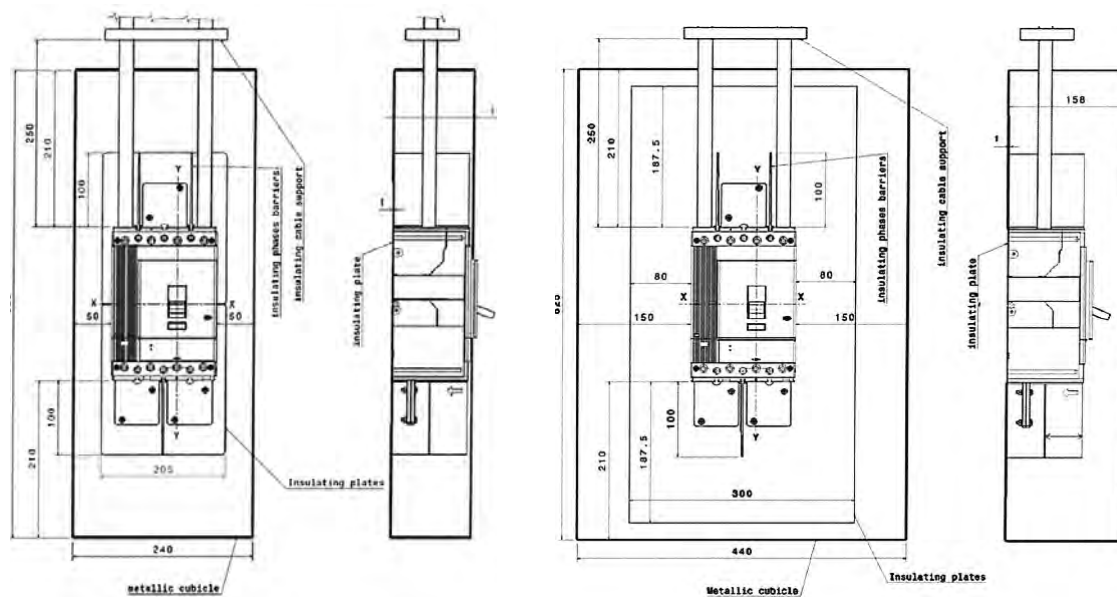 250
210
100
Y
insulating phases barriers
insulating cable support
X
X
50
50
insulating plate
100
210
Y
205
Insulating plates
240
metallic cubicle
250
210
187.5
Y
100
insulating phases barriers
insulating cable support
158
80
80
X
X
150
150
insulating plate
100
210
187.5
Y
300
440
Insulating plates
Metallic cubicle